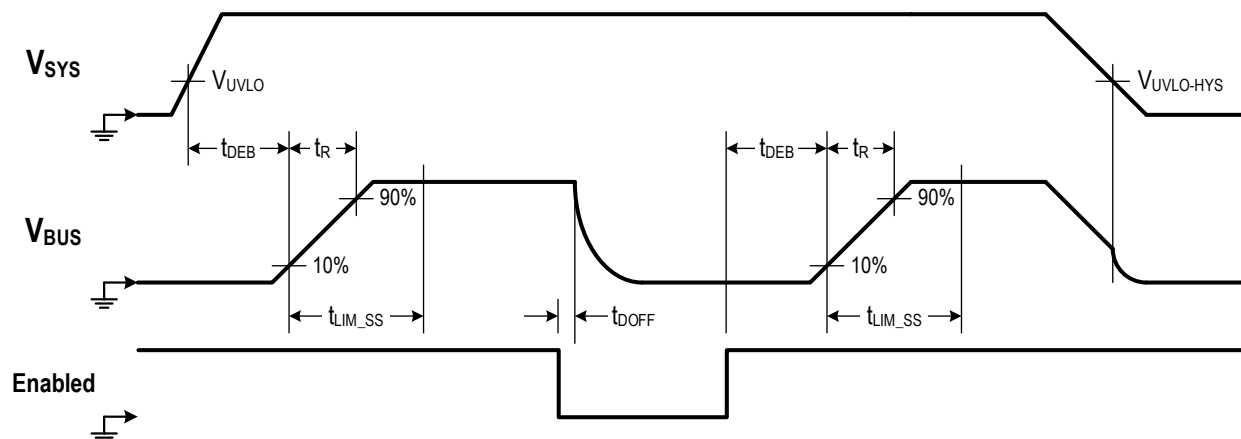 VSYS
VUVLO
VUVLO-HYS
tDEB
tR
tDEB
tR
90%
90%
VBUS
10%
10%
tLIM_SS
tDOFF
tLIM_SS
Enabled